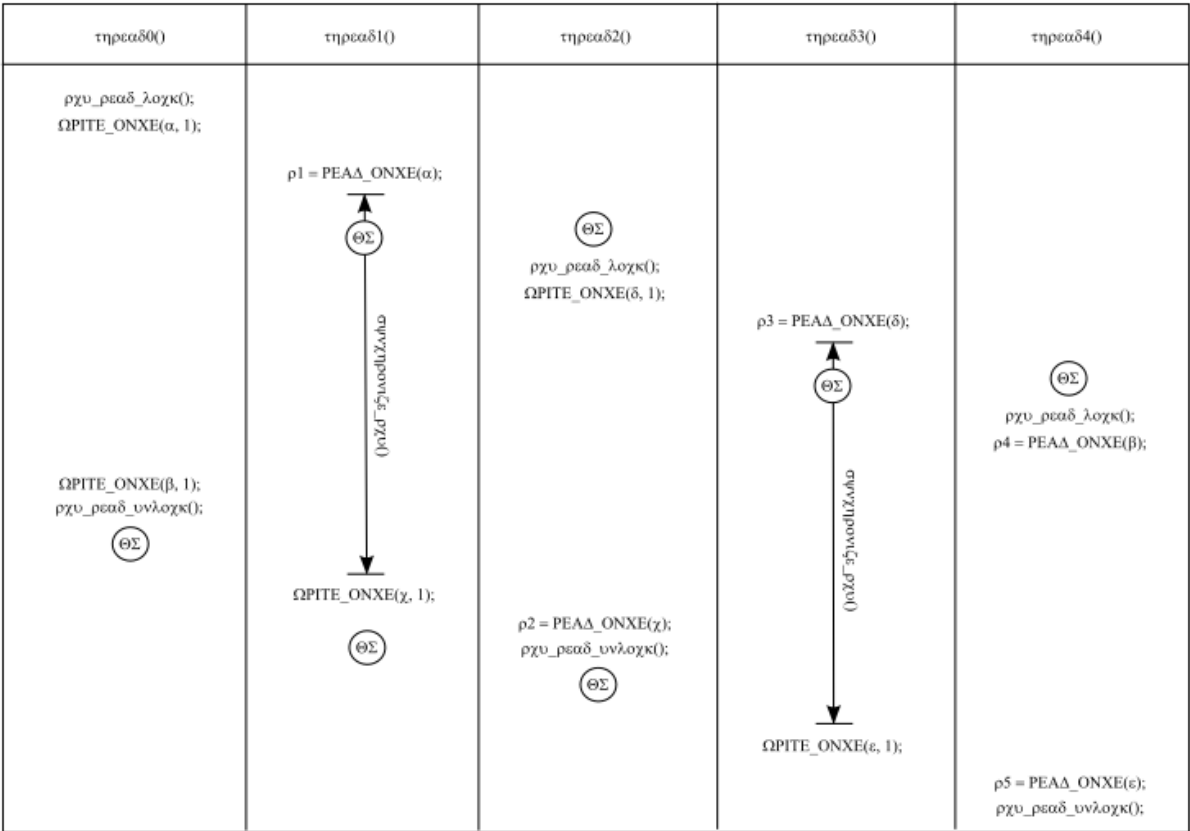 τηρεαδ0()
τηρεαδ1()
τηρεαδ2()
τηρεαδ3()
τηρεαδ4()
ρχυ_ρεαδ_λοχκ();
ΩΡΙΤΕ_ΟΝΧΕ(α, 1);
ρ1 = ΡΕΑΔ_ΟΝΧΕ(α);
ΘΣ
ΘΣ
ρχυ_ρεαδ_λοχκ();
ΩΡΙΤΕ_ΟΝΧΕ(δ, 1);
σψνχηρονιζε_ρχυ()
ρ3 = ΡΕΑΔ_ΟΝΧΕ(δ);
ΘΣ
ΘΣ
ρχυ_ρεαδ_λοχκ();
ρ4 = ΡΕΑΔ_ΟΝΧΕ(β);
ΩΡΙΤΕ_ΟΝΧΕ(β, 1);
ρχυ_ρεαδ_υνλοχκ();
ΘΣ
σψνχηρονιζε_ρχυ()
ΩΡΙΤΕ_ΟΝΧΕ(χ, 1);
ΘΣ
ρ2 = ΡΕΑΔ_ΟΝΧΕ(χ);
ρχυ_ρεαδ_υνλοχκ();
ΘΣ
ΩΡΙΤΕ_ΟΝΧΕ(ε, 1);
ρ5 = ΡΕΑΔ_ΟΝΧΕ(ε);
ρχυ_ρεαδ_υνλοχκ();